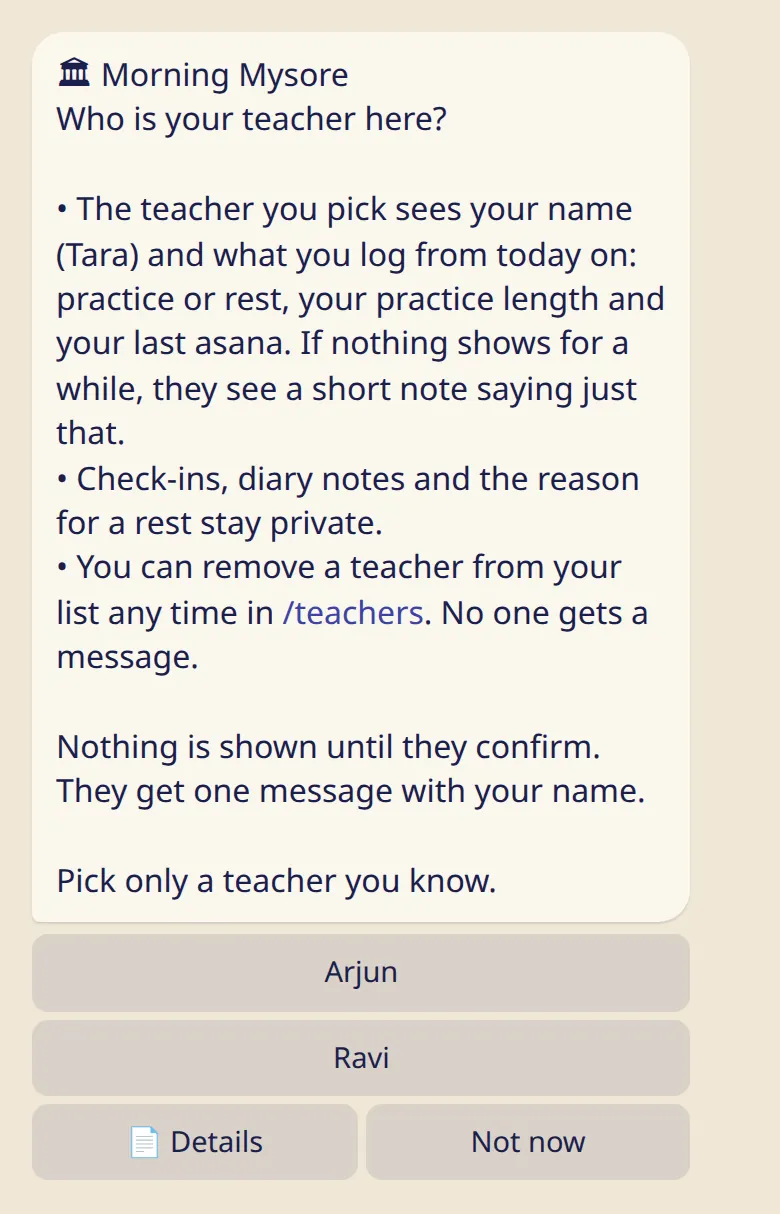 🏛 Morning Mysore
Who is your teacher here?
• The teacher you pick sees your name
(Tara) and what you log from today on:
practice or rest, your practice length and
your last asana. If nothing shows for a
while, they see a short note saying just
that.
• Check-ins, diary notes and the reason
for a rest stay private.
• You can remove a teacher from your
list any time in /teachers. No one gets a
message.
Nothing is shown until they confirm.
They get one message with your name.
Pick only a teacher you know.
Arjun
Ravi
📄 Details
Not now